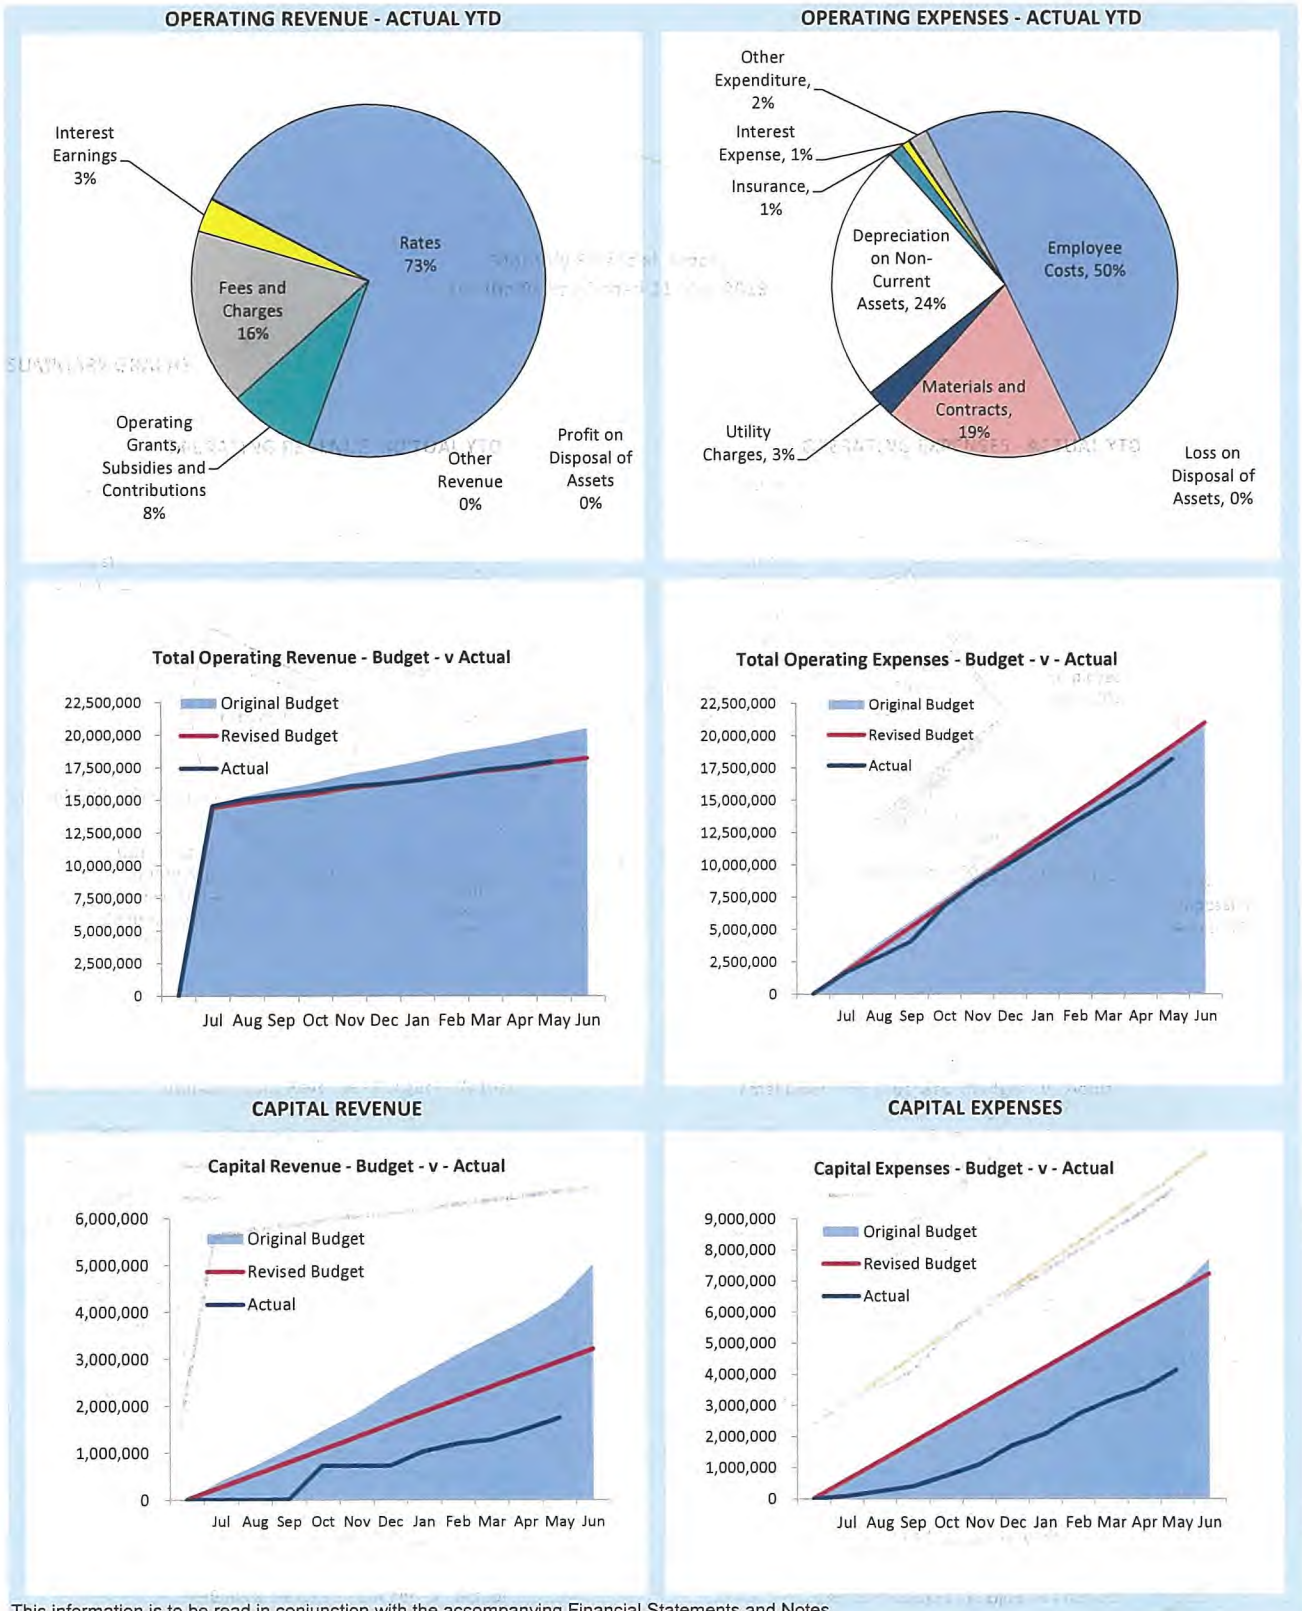 OPERATING REVENUE - ACTUAL YTD
Interest
Earnings
3%
Rates
73%
Fees and
Charges
16%
Operating
Grants,
Subsidies and
Contributions
8%
Other
Revenue
0%
Profit on
Disposal of
Assets
0%
OPERATING EXPENSES - ACTUAL YTD
Other
Expenditure,
2%
Interest
Expense, 1%
Insurance,
1%
Depreciation
on Non-
Current
Assets, 24%
Employee
Costs, 50%
Materials and
Contracts,
19%
Utility
Charges, 3%
Loss on
Disposal of
Assets, 0%
Total Operating Revenue - Budget - v Actual
Original Budget
Revised Budget
Actual
22,500,000
20,000,000
17,500,000
15,000,000
12,500,000
10,000,000
7,500,000
5,000,000
2,500,000
0
Jul Aug Sep Oct Nov Dec Jan Feb Mar Apr May Jun
Total Operating Expenses - Budget - v - Actual
Original Budget
Revised Budget
Actual
22,500,000
20,000,000
17,500,000
15,000,000
12,500,000
10,000,000
7,500,000
5,000,000
2,500,000
0
Jul Aug Sep Oct Nov Dec Jan Feb Mar Apr May Jun
CAPITAL REVENUE
Capital Revenue - Budget - v - Actual
Original Budget
Revised Budget
Actual
6,000,000
5,000,000
4,000,000
3,000,000
2,000,000
1,000,000
0
Jul Aug Sep Oct Nov Dec Jan Feb Mar Apr May Jun
CAPITAL EXPENSES
Capital Expenses - Budget - v - Actual
Original Budget
Revised Budget
Actual
9,000,000
8,000,000
7,000,000
6,000,000
5,000,000
4,000,000
3,000,000
2,000,000
1,000,000
0
Jul Aug Sep Oct Nov Dec Jan Feb Mar Apr May Jun
This information is to be read in conjunction with the accompanying Financial Statements and Notes